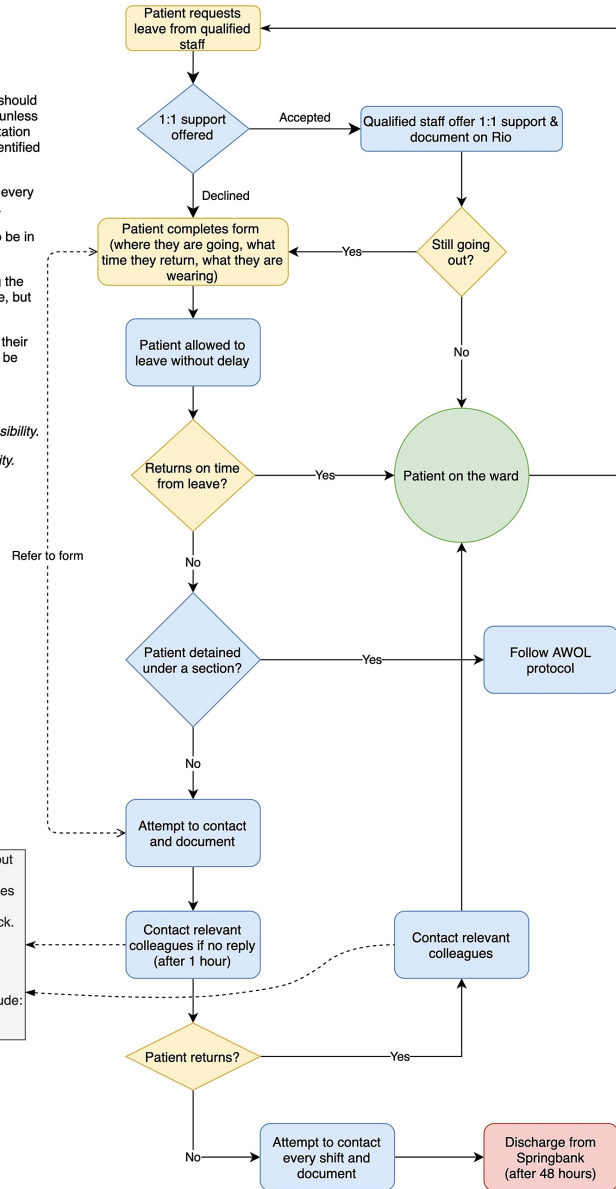 Patient requests
leave from qualified
staff
should
unless
entified
every
be in
the
e, but
their
be
sibility.
ity.
1:1 support
offered
Accepted
Qualified staff offer 1:1 support &
document on Rio
Declined
Patient completes form
(where they are going, what
time they return, what they are
wearing)
Yes
Still going
out?
Patient allowed to
leave without delay
No
Returns on time
from leave?
Yes
Patient on the ward
No
Refer to form
Patient detained
under a section?
Yes
Follow AWOL
protocol
No
Attempt to contact
and document
out
es
ck.
ude:
Contact relevant
colleagues if no reply
(after 1 hour)
Contact relevant
colleagues
Patient returns?
Yes
No
Attempt to contact
every shift and
document
Discharge from
Springbank
(after 48 hours)